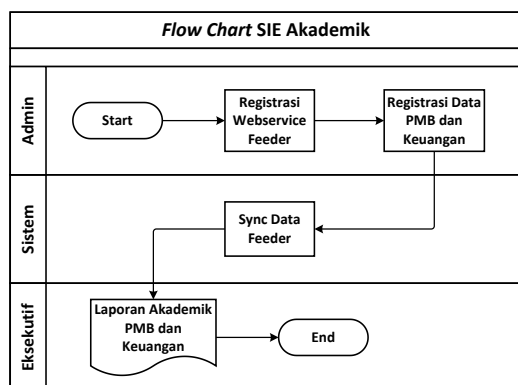 Flow Chart SIE Akademik
Admin
Start
Registrasi
Webservice
Feeder
Registrasi Data
PMB dan
Keuangan
Sistem
Sync Data
Feeder
Eksekutif
Laporan Akademik
PMB dan
Keuangan
End